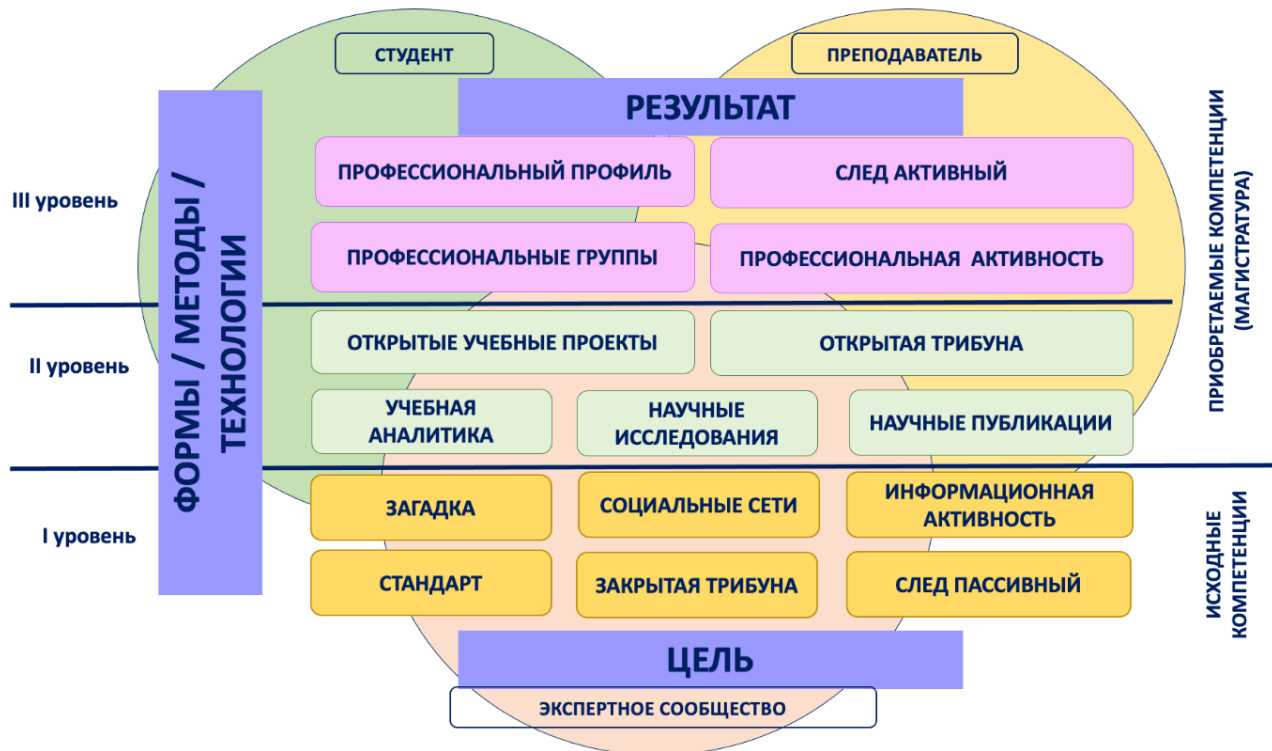 СТУДЕНТ
ПРЕПОДАВАТЕЛЬ
РЕЗУЛЬТАТ
ФОРМЫ / МЕТОДЫ /
ТЕХНОЛОГИИ
III уровень
ПРОФЕССИОНАЛЬНЫЙ ПРОФИЛЬ
СЛЕД АКТИВНЫЙ
ПРОФЕССИОНАЛЬНЫЕ ГРУППЫ
ПРОФЕССИОНАЛЬНАЯ АКТИВНОСТЬ
ПРИОБРЕТАЕМЫЕ КОМПЕТЕНЦИИ
(МАГИСТРАТУРА)
II уровень
ОТКРЫТЫЕ УЧЕБНЫЕ ПРОЕКТЫ
ОТКРЫТАЯ ТРИБУНА
УЧЕБНАЯ
АНАЛИТИКА
НАУЧНЫЕ
ИССЛЕДОВАНИЯ
НАУЧНЫЕ ПУБЛИКАЦИИ
I уровень
ЗАГАДКА
СОЦИАЛЬНЫЕ СЕТИ
ИНФОРМАЦИОННАЯ
АКТИВНОСТЬ
СТАНДАРТ
ЗАКРЫТАЯ ТРИБУНА
СЛЕД ПАССИВНЫЙ
ИСХОДНЫЕ
КОМПЕТЕНЦИИ
ЦЕЛЬ
ЭКСПЕРТНОЕ СООБЩЕСТВО